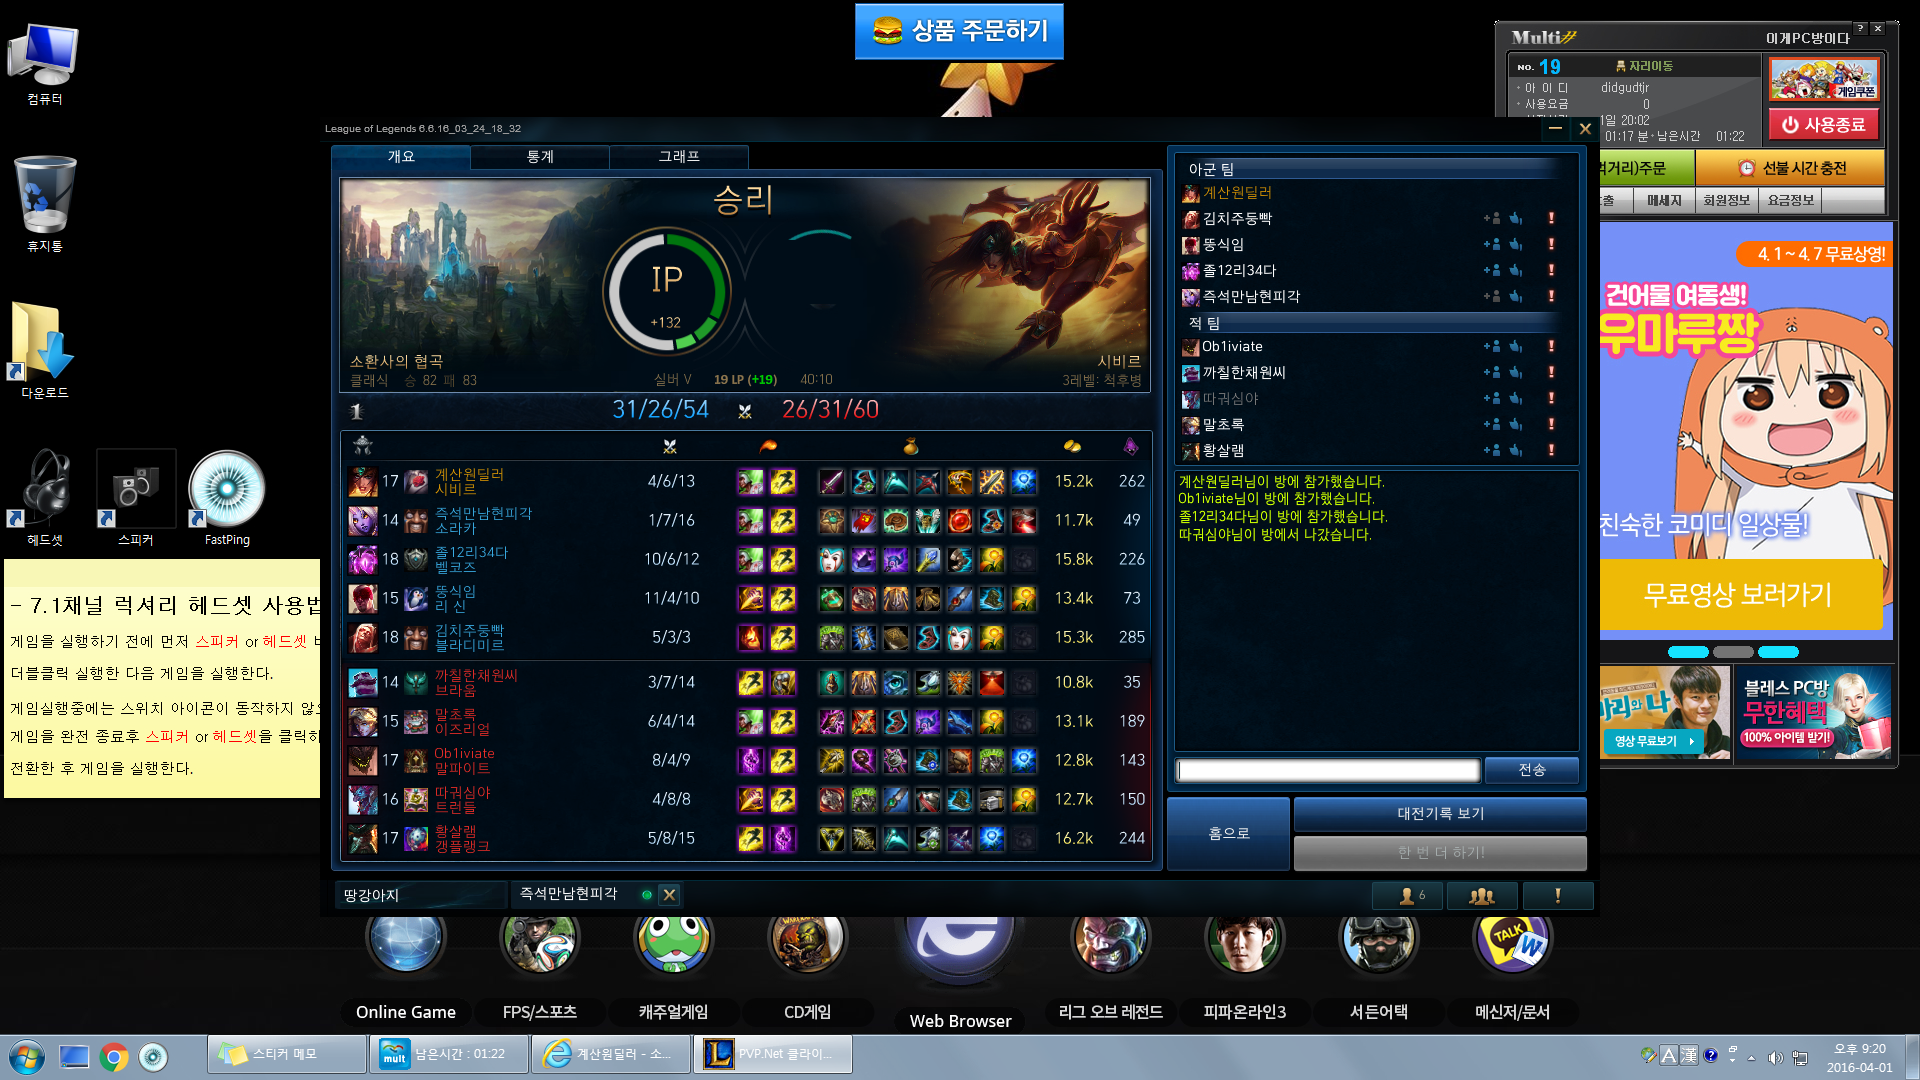 상품 주문하기
컴퓨터
휴지통
다운로드
헤드셋
스피커
FastPing
- 7.1채널 럭셔리 헤드셋 사용법
게임을 실행하기 전에 먼저 스피커 or 헤드셋
더블클릭 실행한 다음 게임을 실행한다.
게임실행중에는 스위치 아이콘이 동작하지 않으
게임을 완전 종료후 스피커 or 헤드셋을 클릭하
전환한 후 게임을 실행한다.
League of Legends 6.6.16_03_24_18_32
개요
통계
그래프
승리
IP
+132
소환사의 협곡
클래식 승 82 패 83
실버 V 19 LP (+19) 40:10
시비르
3레벨: 척후병
1
31/26/54
26/31/60
17 계산원딜러 시비르 4/6/13 15.2k 262
14 즉석만남현피각 소라카 1/7/16 11.7k 49
18 졸12리34다 벨코즈 10/6/12 15.8k 226
15 뚱식임 리 신 11/4/10 13.4k 73
18 김치주둥빡 블라디미르 5/3/3 15.3k 285
14 까칠한채원씨 브라움 3/7/14 10.8k 35
15 말초록 이즈리얼 6/4/14 13.1k 189
17 Ob1iviate 말파이트 8/4/9 12.8k 143
16 따궈심야 트런들 4/8/8 12.7k 150
17 황살램 갱플랭크 5/8/15 16.2k 244
아군 팀
계산원딜러
김치주둥빡
뚱식임
졸12리34다
즉석만남현피각
적 팀
Ob1iviate
까칠한채원씨
따궈심야
말초록
황살램
계산원딜러님이 방에 참가했습니다.
Ob1iviate님이 방에 참가했습니다.
졸12리34다님이 방에 참가했습니다.
따궈심야님이 방에서 나갔습니다.
전송
홈으로
대전기록 보기
한 번 더 하기!
땅강아지
즉석만남현피각
6
Multi
이게PC방이다
NO. 19
자리이동
아 이 디 didgudtjr
사용요금 0
1일 20:02
01:17 분 남은시간 01:22
게임쿠폰
사용종료
먹거리)주문
선불 시간 충전
출
메세지
회원정보
요금정보
4. 1 ~ 4. 7 무료상영!
건어물 여동생!
우마루짱
친숙한 코미디 일상물!
무료영상 보러가기
마리와 나
영상 무료보기
블레스 PC방
무한혜택
100% 아이템 받기!
TALK
W
Online Game
FPS/스포츠
캐주얼게임
CD게임
Web Browser
리그 오브 레전드
피파온라인3
서든어택
메신저/문서
스티커 메모
mult
남은시간 : 01:22
계산원딜러 - 소...
L
PVP.Net 클라이...
A 漢
오후 9:20
2016-04-01